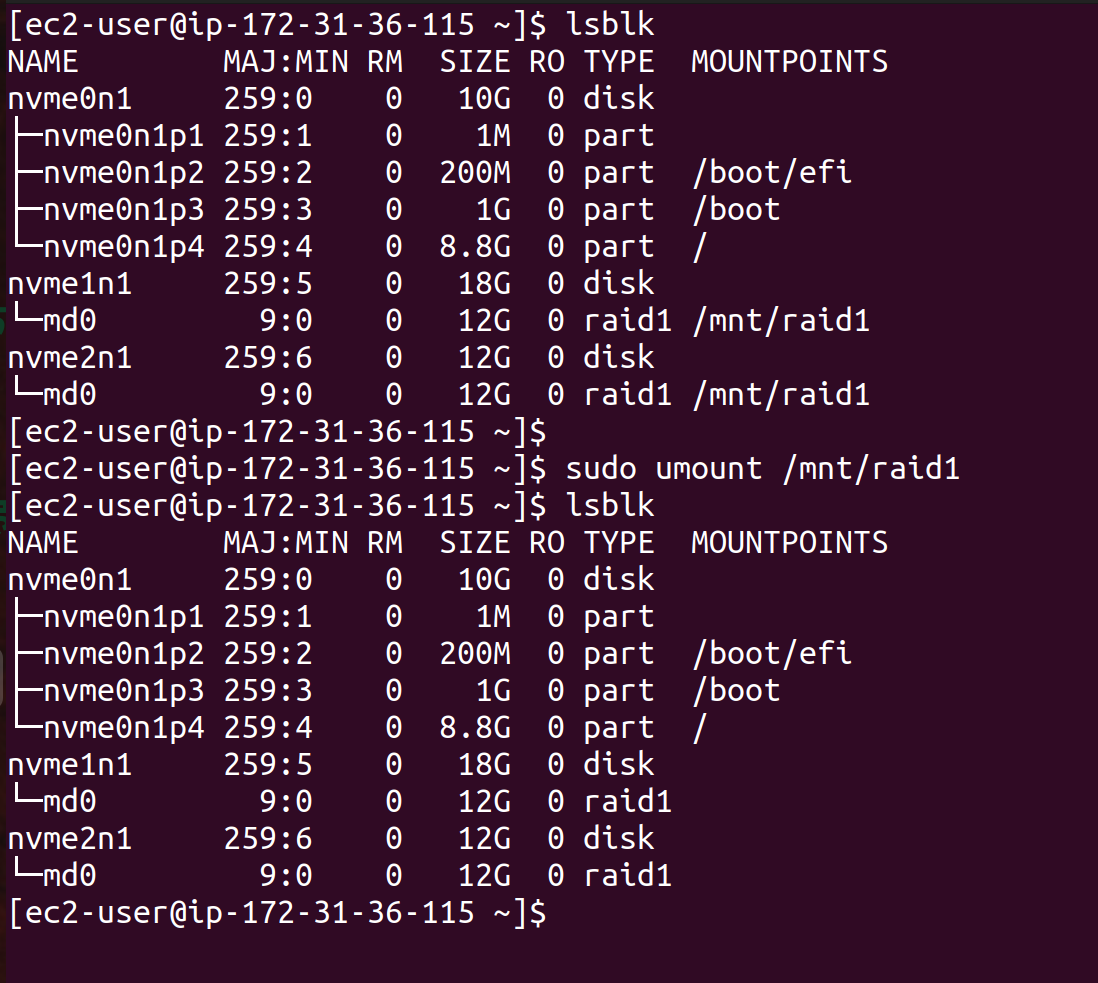 [ec2-user@ip-172-31-36-115 ~]$ lsblk
NAME        MAJ:MIN RM  SIZE RO TYPE  MOUNTPOINTS
nvme0n1     259:0    0   10G  0 disk
├─nvme0n1p1 259:1    0    1M  0 part
├─nvme0n1p2 259:2    0  200M  0 part  /boot/efi
├─nvme0n1p3 259:3    0    1G  0 part  /boot
└─nvme0n1p4 259:4    0  8.8G  0 part  /
nvme1n1     259:5    0   18G  0 disk
└─md0         9:0    0   12G  0 raid1 /mnt/raid1
nvme2n1     259:6    0   12G  0 disk
└─md0         9:0    0   12G  0 raid1 /mnt/raid1
[ec2-user@ip-172-31-36-115 ~]$
[ec2-user@ip-172-31-36-115 ~]$ sudo umount /mnt/raid1
[ec2-user@ip-172-31-36-115 ~]$ lsblk
NAME        MAJ:MIN RM  SIZE RO TYPE  MOUNTPOINTS
nvme0n1     259:0    0   10G  0 disk
├─nvme0n1p1 259:1    0    1M  0 part
├─nvme0n1p2 259:2    0  200M  0 part  /boot/efi
├─nvme0n1p3 259:3    0    1G  0 part  /boot
└─nvme0n1p4 259:4    0  8.8G  0 part  /
nvme1n1     259:5    0   18G  0 disk
└─md0         9:0    0   12G  0 raid1
nvme2n1     259:6    0   12G  0 disk
└─md0         9:0    0   12G  0 raid1
[ec2-user@ip-172-31-36-115 ~]$